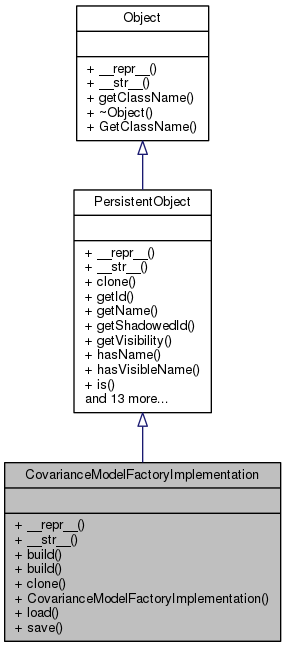 Object
+ __repr__()
+ __str__()
+ getClassName()
+ ~Object()
+ GetClassName()
PersistentObject
+ __repr__()
+ __str__()
+ clone()
+ getId()
+ getName()
+ getShadowedId()
+ getVisibility()
+ hasName()
+ hasVisibleName()
+ is()
and 13 more...
CovarianceModelFactoryImplementation
+ __repr__()
+ __str__()
+ build()
+ build()
+ clone()
+ CovarianceModelFactoryImplementation()
+ load()
+ save()